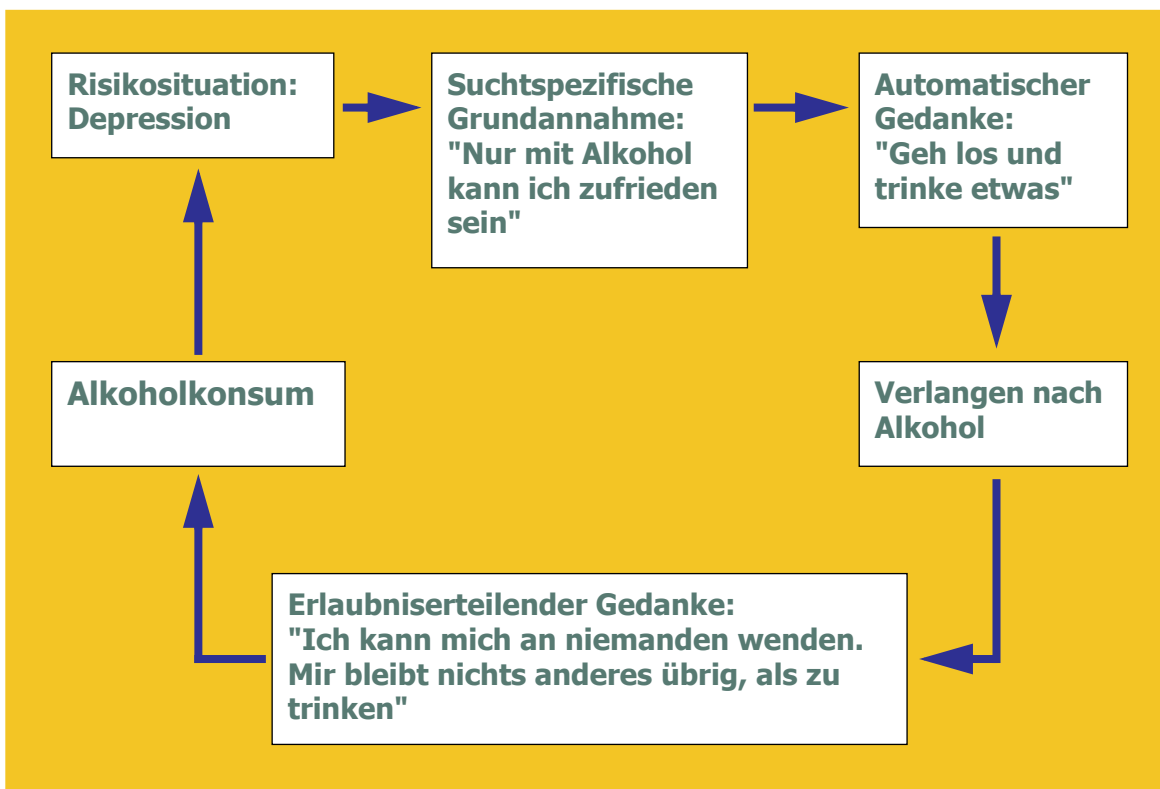 Risikosituation:
Depression
Suchtspezifische
Grundannahme:
"Nur mit Alkohol
kann ich zufrieden
sein"
Automatischer
Gedanke:
"Geh los und
trinke etwas"
Verlangen nach
Alkohol
Erlaubniserteilender Gedanke:
"Ich kann mich an niemanden wenden.
Mir bleibt nichts anderes übrig, als zu
trinken"
Alkoholkonsum